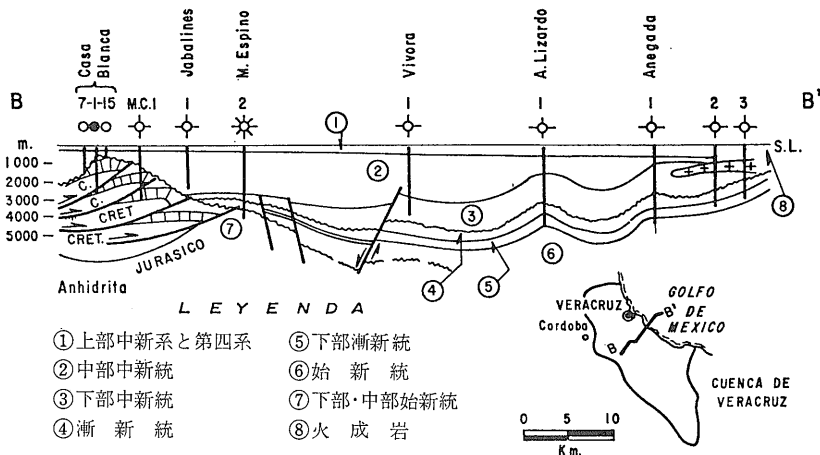 Casa Blanca
Jabalines
M. Espino
Vivora
A. Lizardo
Anegada
B
7-1-15
M.C.1
1
2
1
1
1
2
3
B'
m.
S.L.
1000
2000
3000
4000
5000
C.
C.
CRET
CRET.
JURASICO
Anhidrita
①
②
③
④
⑤
⑥
⑦
⑧
LEYENDA
①上部中新系と第四系
②中部中新統
③下部中新統
④漸新統
⑤下部漸新統
⑥始新統
⑦下部・中部始新統
⑧火成岩
VERACRUZ
Cordoba
B'
B
GOLFO
DE
MEXICO
CUENCA DE
VERACRUZ
0 5 10
Km.